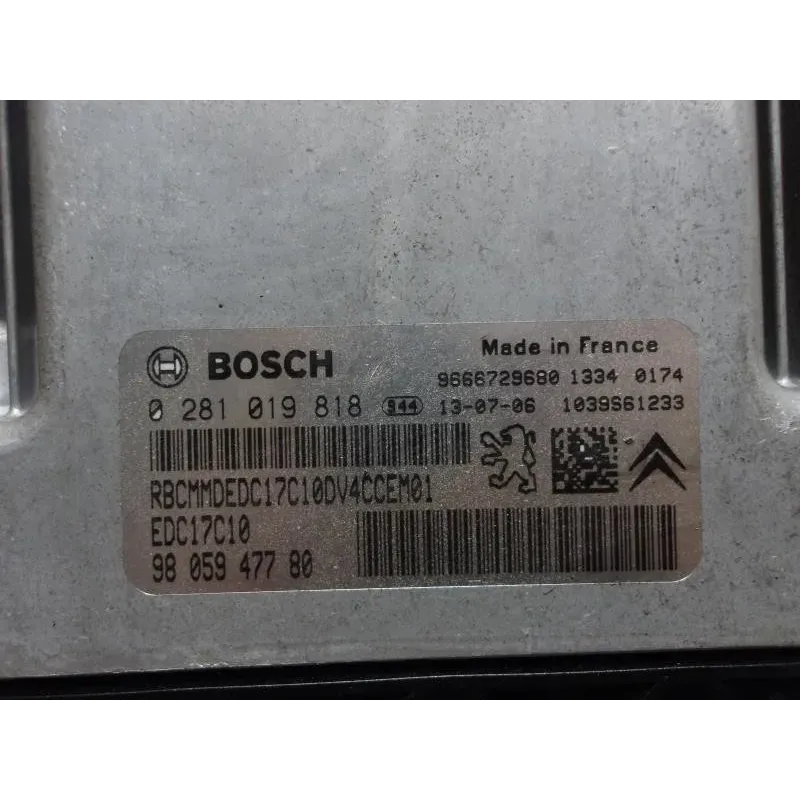 BOSCH
Made in France
9666729680 1334 0174
0 281 019 818 944 13-07-06 1039S61233
RBCMMDEDC17C10DV4CCEM01
EDC17C10
98 059 477 80